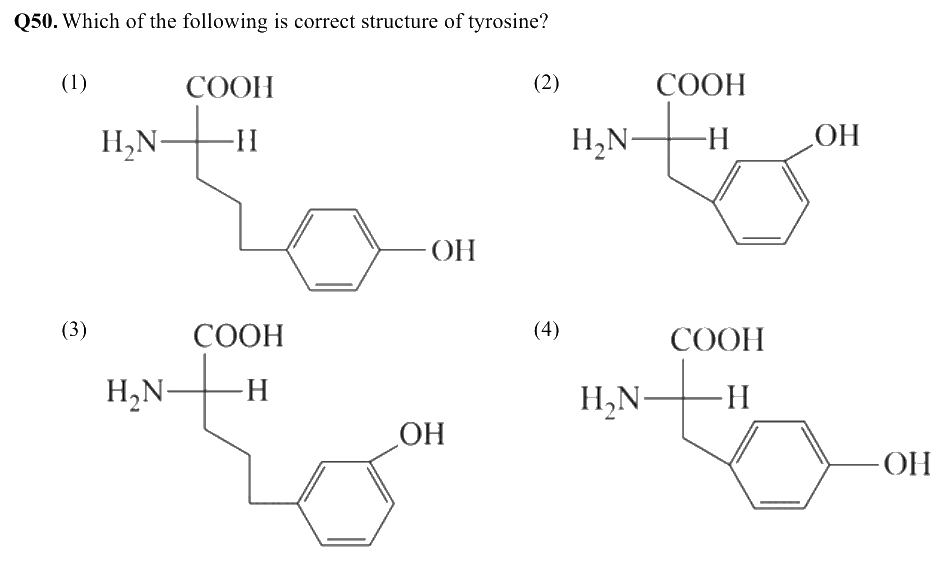 Q50. Which of the following is correct structure of tyrosine?
(1)
COOH
H₂N
H
OH
(2)
COOH
H₂N
H
OH
(3)
COOH
H₂N
H
OH
(4)
COOH
H₂N
H
OH